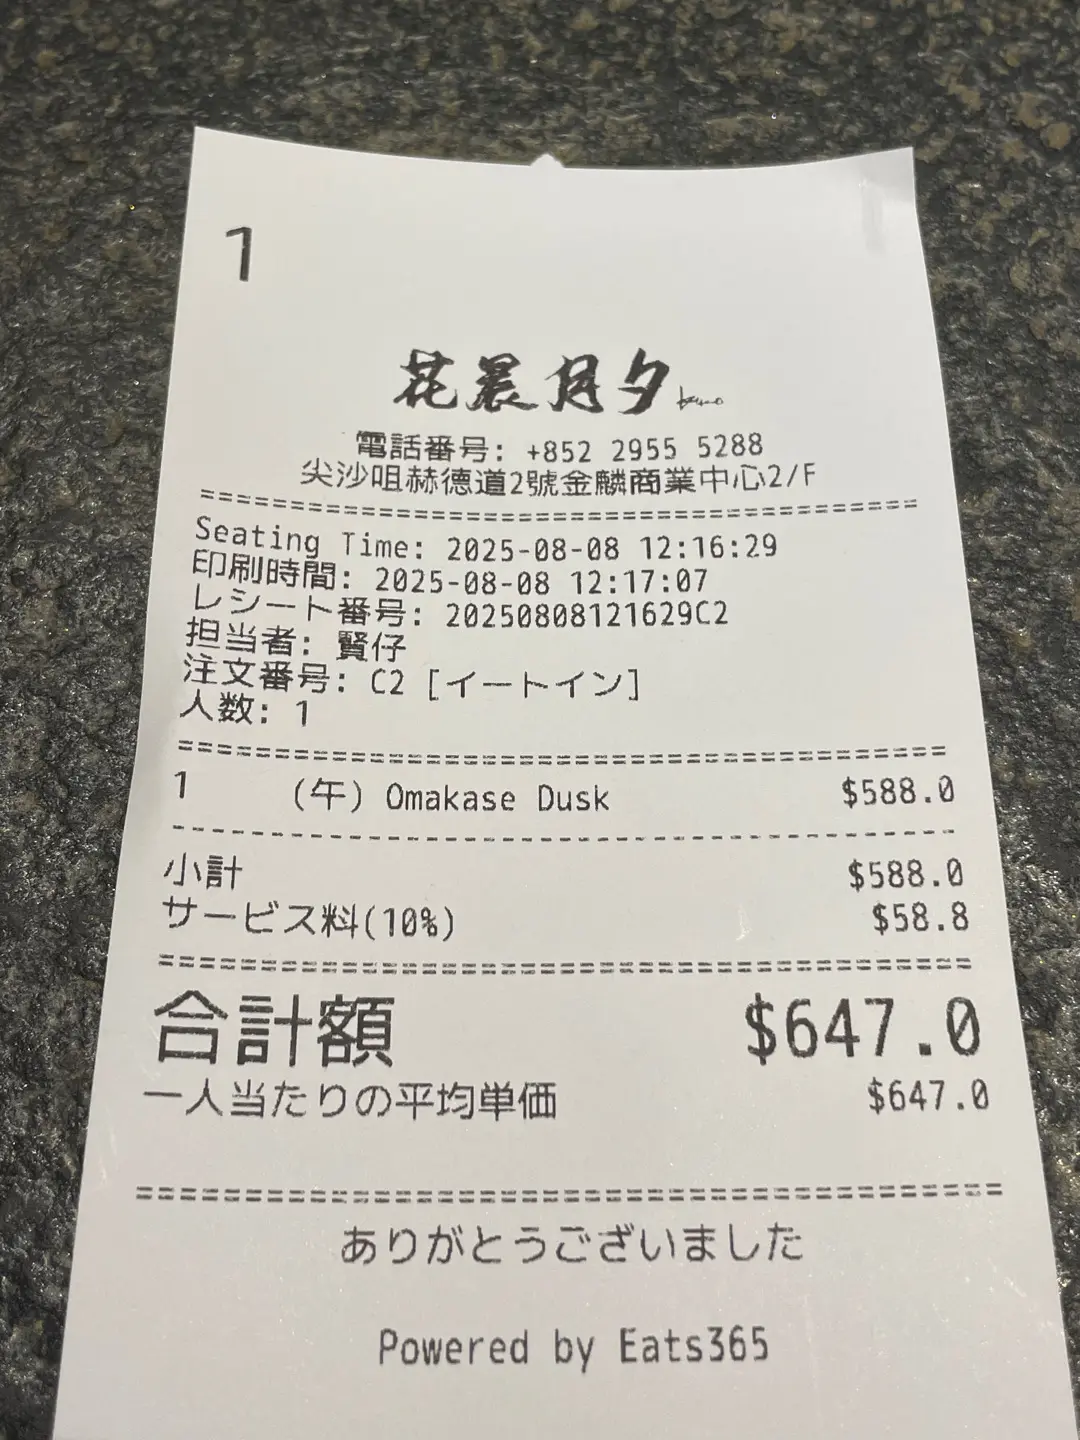 1
花晨月夕
電話番号: +852 2955 5288
尖沙咀赫德道2號金麟商業中心2/F
Seating Time: 2025-08-08 12:16:29
印刷時間: 2025-08-08 12:17:07
レシート番号: 20250808121629C2
担当者: 賢仔
注文番号: C2 [イートイン]
人数: 1
1 (午) Omakase Dusk $588.0
小計 $588.0
サービス料(10%) $58.8
合計額 $647.0
一人当たりの平均単価 $647.0
ありがとうございました
Powered by Eats365